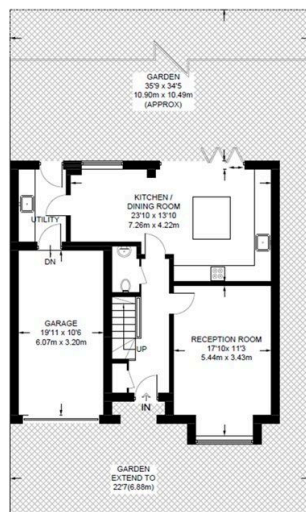 GARDEN
35'9 x 34'5
10.90m x 10.49m
(APPROX)
KITCHEN /
DINING ROOM
23'10 x 13'10
7.26m x 4.22m
UTILITY
DN
GARAGE
19'11 x 10'6
6.07m x 3.20m
UP
RECEPTION ROOM
17'10x 11'3
5.44m x 3.43m
IN
GARDEN
EXTEND TO
22'7(6.88m)